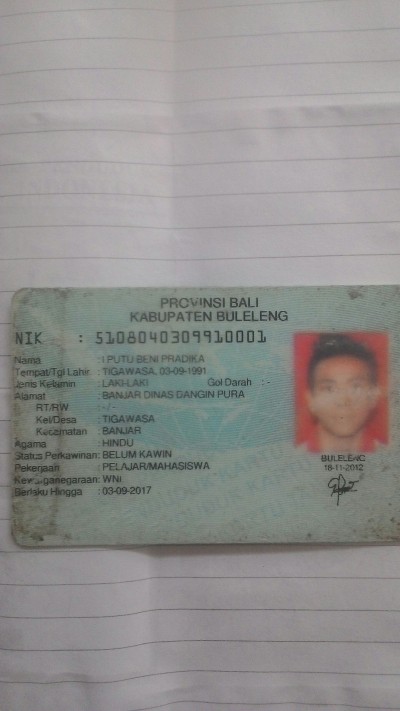 PROVINSI BALI
KABUPATEN BULELENG
NIK : 5108040309910001
Nama : I PUTU BENI PRADIKA
Tempat/Tgl Lahir : TIGAWASA, 03-09-1991
Jenis Kelamin : LAKI-LAKI Gol Darah : -
Alamat : BANJAR DINAS DANGIN PURA
RT/RW : -/-
Kel/Desa : TIGAWASA
Kecamatan : BANJAR
Agama : HINDU
Status Perkawinan : BELUM KAWIN
Pekerjaan : PELAJAR/MAHASISWA
Kewarganegaraan : WNI
Berlaku Hingga : 03-09-2017
BULELENG
18-11-2012